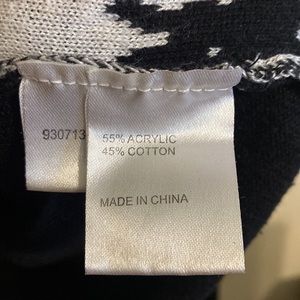 930713
55% ACRYLIC
45% COTTON
MADE IN CHINA